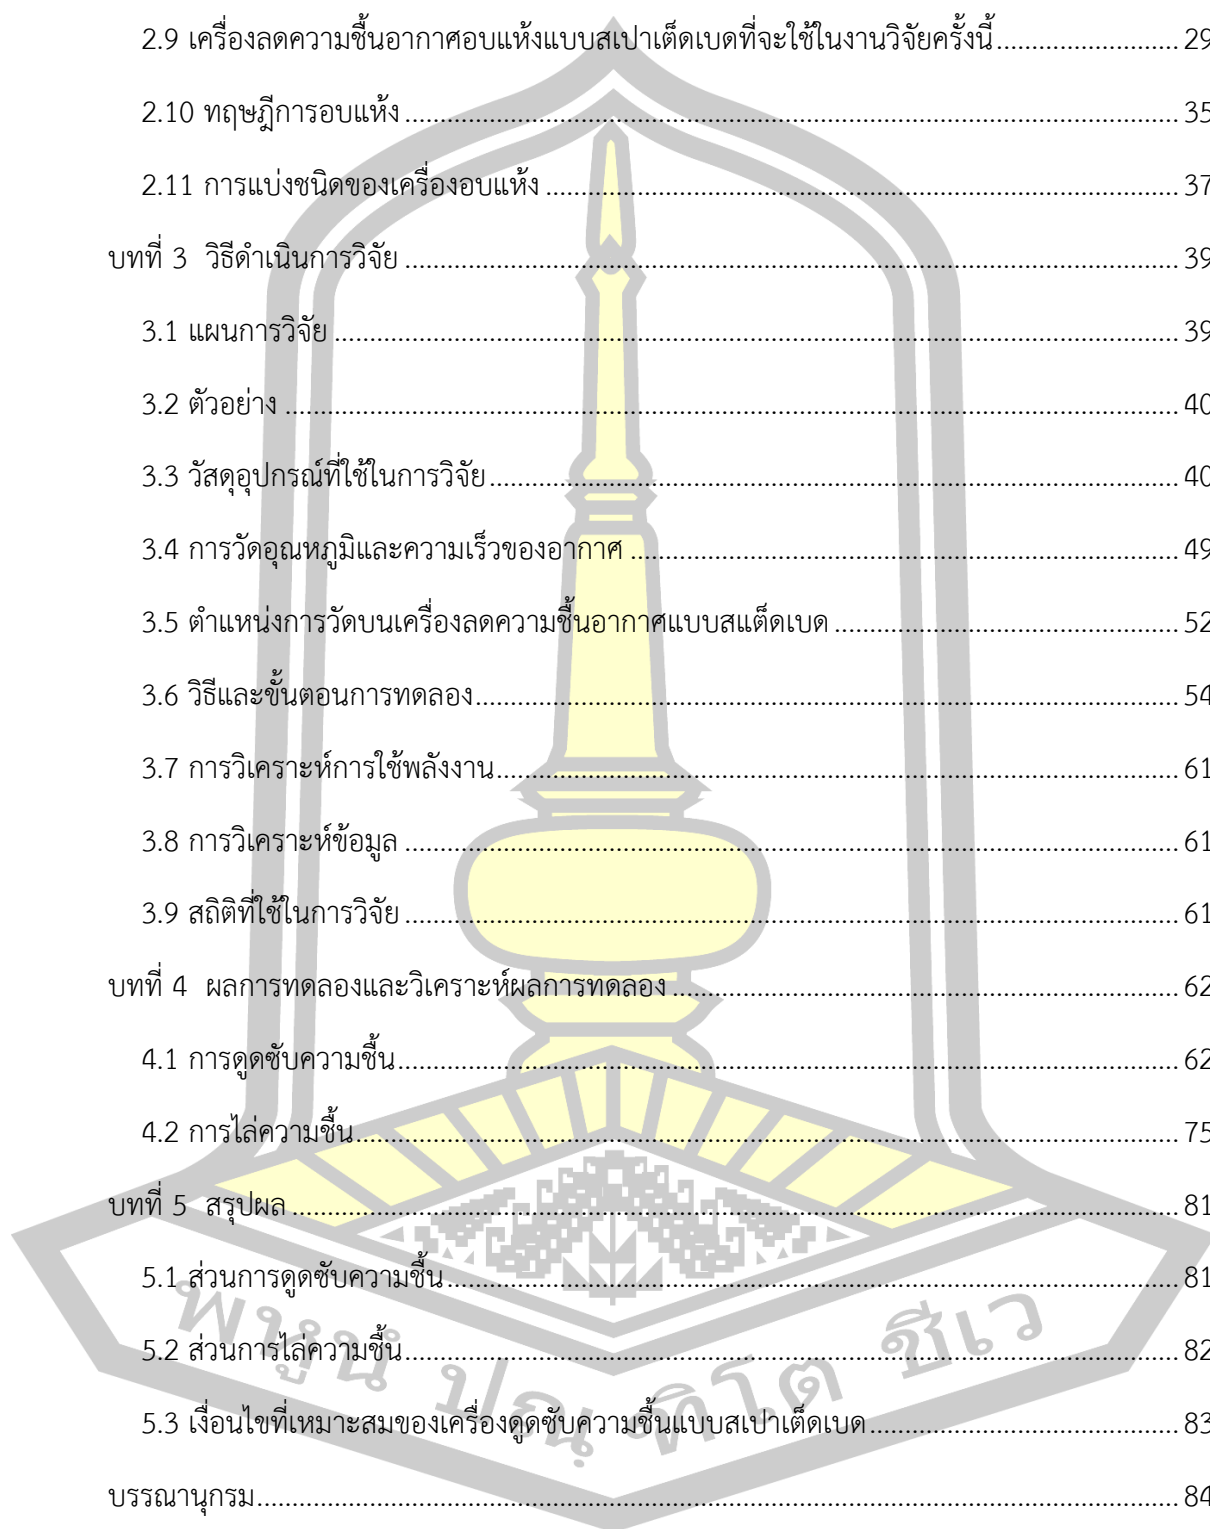 2.9 เครื่องลดความชื้นอากาศอบแห้งแบบสเปาเต็ดเบดที่จะใช้ในงานวิจัยครั้งนี้ 29
2.10 ทฤษฎีการอบแห้ง 35
2.11 การแบ่งชนิดของเครื่องอบแห้ง 37
บทที่ 3 วิธีดำเนินการวิจัย 39
3.1 แผนการวิจัย 39
3.2 ตัวอย่าง 40
3.3 วัสดุอุปกรณ์ที่ใช้ในการวิจัย 40
3.4 การวัดอุณหภูมิและความเร็วของอากาศ 49
3.5 ตำแหน่งการวัดบนเครื่องลดความชื้นอากาศแบบสแต็ดเบด 52
3.6 วิธีและขั้นตอนการทดลอง 54
3.7 การวิเคราะห์การใช้พลังงาน 61
3.8 การวิเคราะห์ข้อมูล 61
3.9 สถิติที่ใช้ในการวิจัย 61
บทที่ 4 ผลการทดลองและวิเคราะห์ผลการทดลอง 62
4.1 การดูดซับความชื้น 62
4.2 การไล่ความชื้น 75
บทที่ 5 สรุปผล 81
5.1 ส่วนการดูดซับความชื้น 81
5.2 ส่วนการไล่ความชื้น 82
5.3 เงื่อนไขที่เหมาะสมของเครื่องดูดซับความชื้นแบบสเปาเต็ดเบด 83
บรรณานุกรม 84
พหูนํ ปณฺฑิโต ชีเว